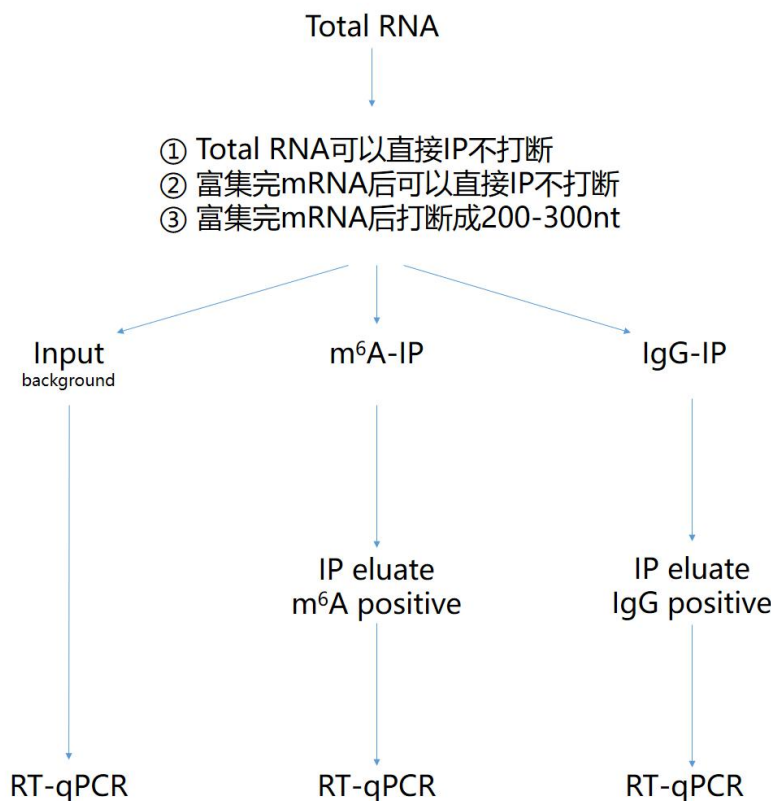 Total RNA
① Total RNA可以直接IP不打断
② 富集完mRNA后可以直接IP不打断
③ 富集完mRNA后打断成200-300nt
Input
background
m⁶A-IP
IgG-IP
IP eluate
m⁶A positive
IP eluate
IgG positive
RT-qPCR
RT-qPCR
RT-qPCR